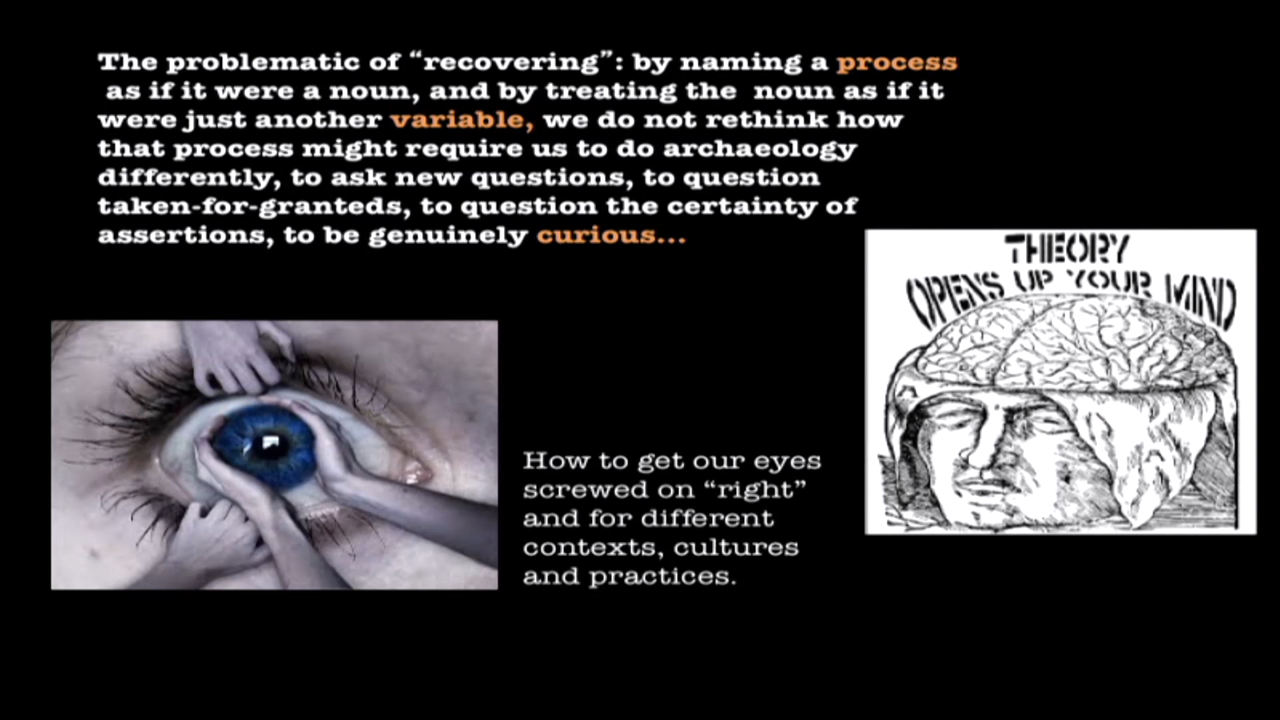 The problematic of “recovering”: by naming a process
as if it were a noun, and by treating the noun as if it
were just another variable, we do not rethink how
that process might require us to do archaeology
differently, to ask new questions, to question
taken-for-granteds, to question the certainty of
assertions, to be genuinely curious...
THEORY
OPENS UP YOUR MIND
How to get our eyes
screwed on “right”
and for different
contexts, cultures
and practices.